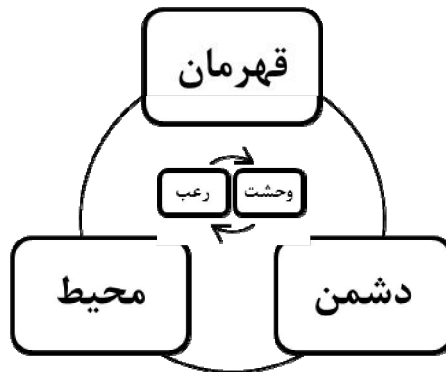 قهرمان
وحشت
رعب
دشمن
محیط